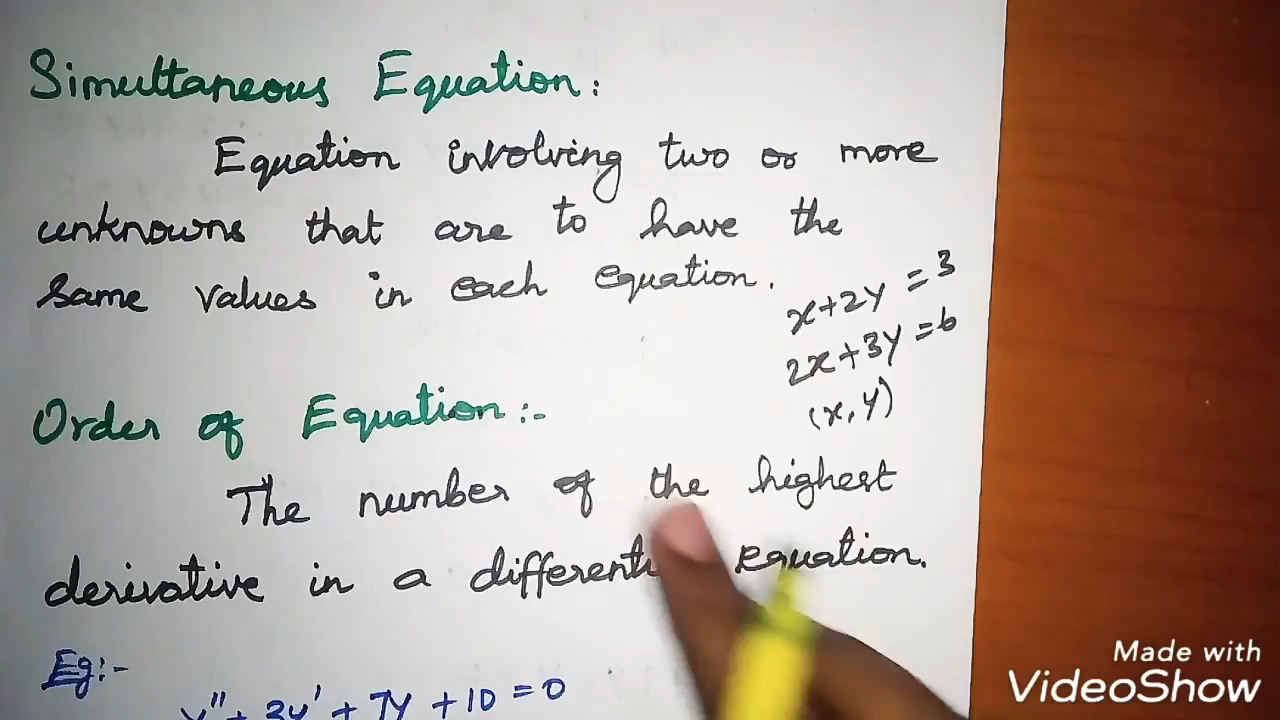 Simultaneous Equation:
Equation involving two or more
unknowns that are to have the
same values in each equation.
x+2y = 3
2x+3y = 6
(x, y)
Order of Equation:-
The number of the highest
derivative in a differenti equation.
Eg:-
y" + 3y' + 7y + 10 = 0
Made with
VideoShow